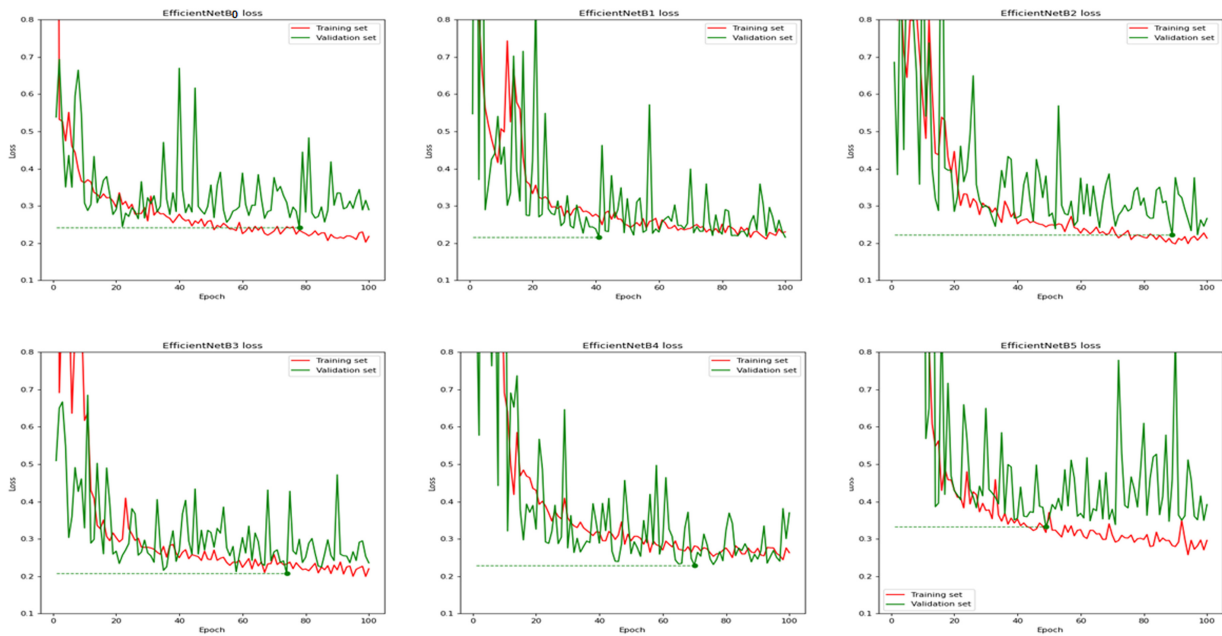 EfficientNetB0 loss
0.8
0.7
0.6
0.5
0.4
0.3
0.2
0.1
Loss
Training set
Validation set
0 20 40 60 80 100
Epoch
EfficientNetB1 loss
0.8
0.7
0.6
0.5
0.4
0.3
0.2
0.1
Loss
Training set
Validation set
0 20 40 60 80 100
Epoch
EfficientNetB2 loss
0.8
0.7
0.6
0.5
0.4
0.3
0.2
0.1
Loss
Training set
Validation set
0 20 40 60 80 100
Epoch
EfficientNetB3 loss
0.8
0.7
0.6
0.5
0.4
0.3
0.2
0.1
Loss
Training set
Validation set
0 20 40 60 80 100
Epoch
EfficientNetB4 loss
0.8
0.7
0.6
0.5
0.4
0.3
0.2
0.1
Loss
Training set
Validation set
0 20 40 60 80 100
Epoch
EfficientNetB5 loss
0.8
0.7
0.6
0.5
0.4
0.3
0.2
0.1
Loss
Training set
Validation set
0 20 40 60 80 100
Epoch